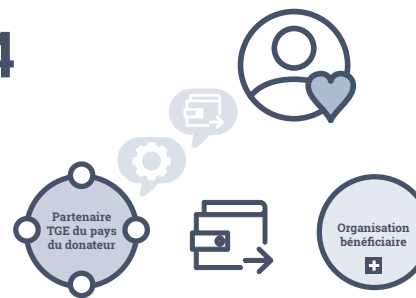 4
Partenaire
TGE du pays
du donateur
Organisation
bénéficiaire